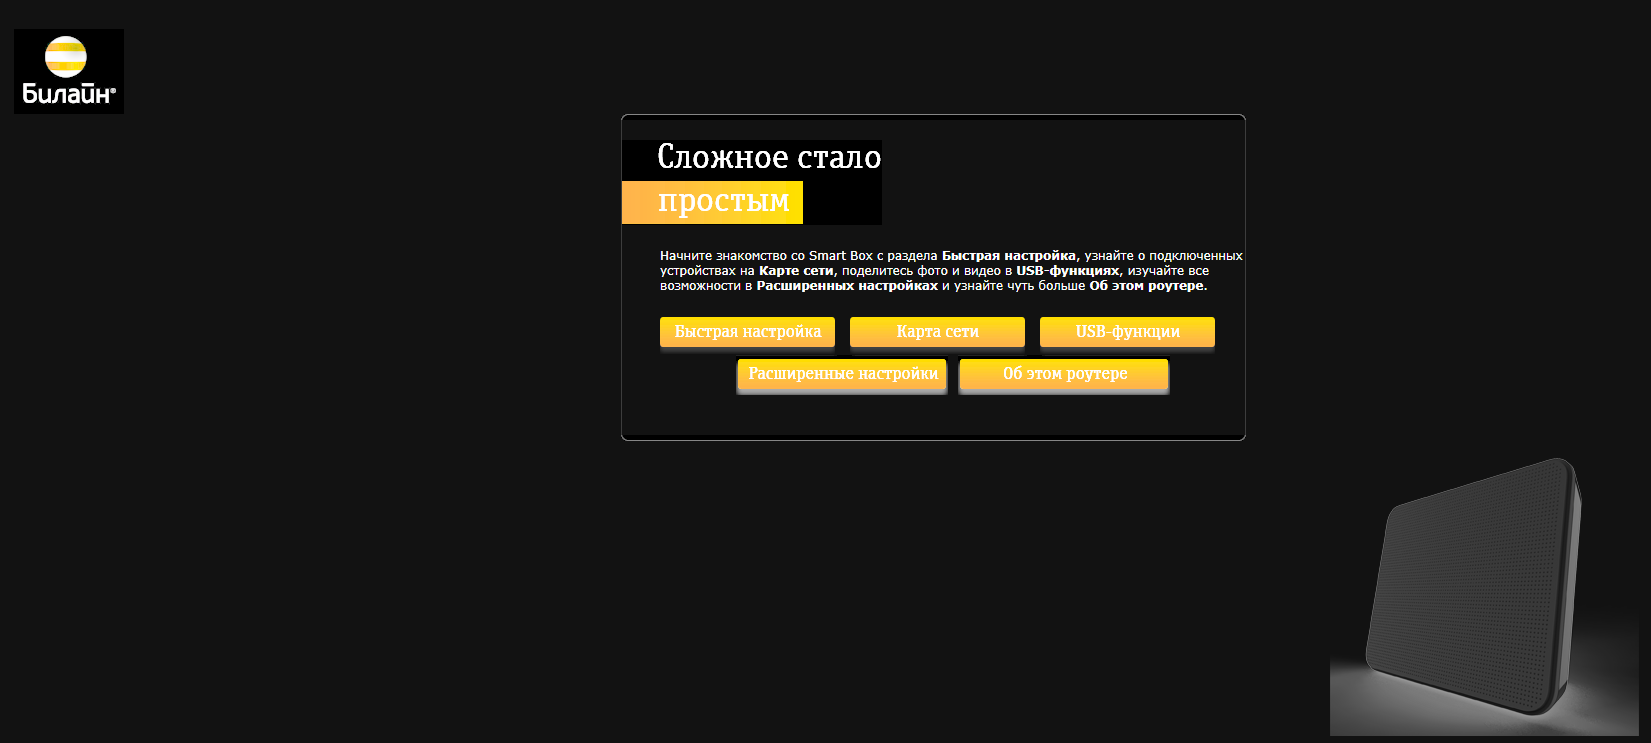 Билайн®
Сложное стало
простым
Начните знакомство со Smart Box с раздела Быстрая настройка, узнайте о подключенных
устройствах на Карте сети, поделитесь фото и видео в USB-функциях, изучайте все
возможности в Расширенных настройках и узнайте чуть больше Об этом роутере.
Быстрая настройка
Карта сети
USB-функции
Расширенные настройки
Об этом роутере